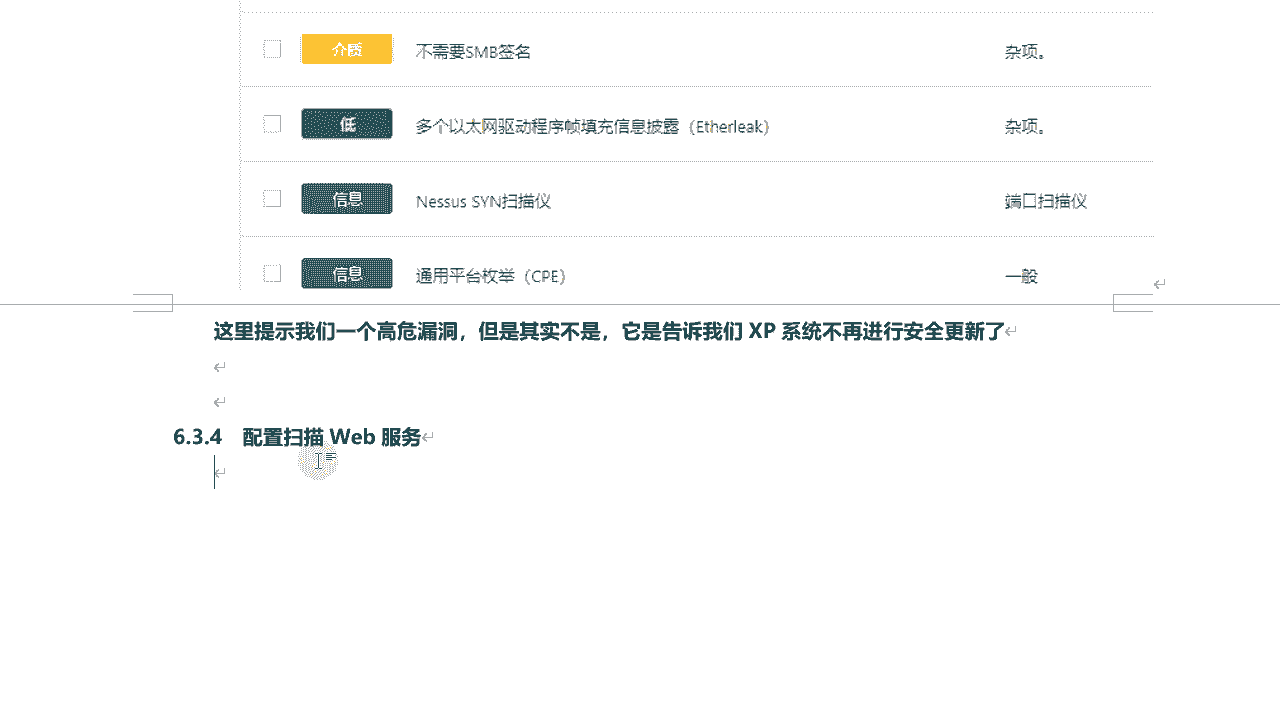 介质 不需要SMB签名 杂项。
低 多个以太网驱动程序帧填充信息披露（Etherleak） 杂项。
信息 Nessus SYN扫描仪 端口扫描仪
信息 通用平台枚举（CPE） 一般
这里提示我们一个高危漏洞，但是其实不是，它是告诉我们 XP 系统不再进行安全更新了
6.3.4 配置扫描 Web 服务